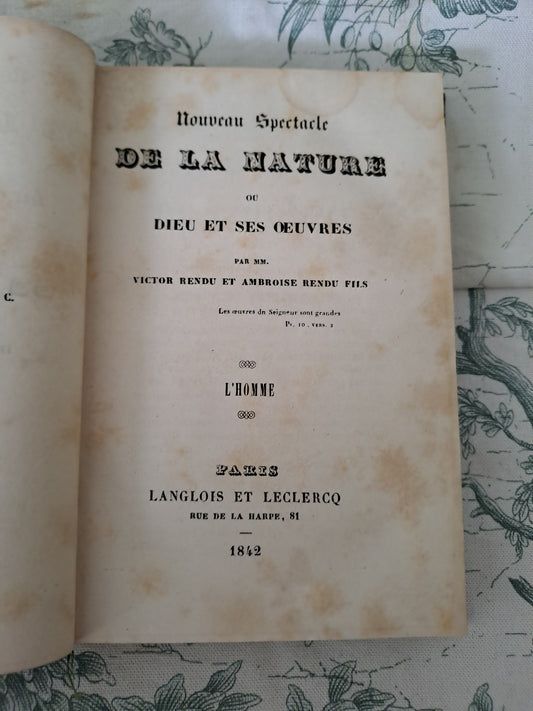 C.
Nouveau Spectacle
DE LA NATURE
OU
DIEU ET SES ŒUVRES
PAR MM.
VICTOR RENDU ET AMBROISE RENDU FILS
Les œuvres du Seigneur sont grandes
Ps. 10, VERS. 2
L'HOMME
PARIS
LANGLOIS ET LECLERCQ
RUE DE LA HARPE, 81
1842